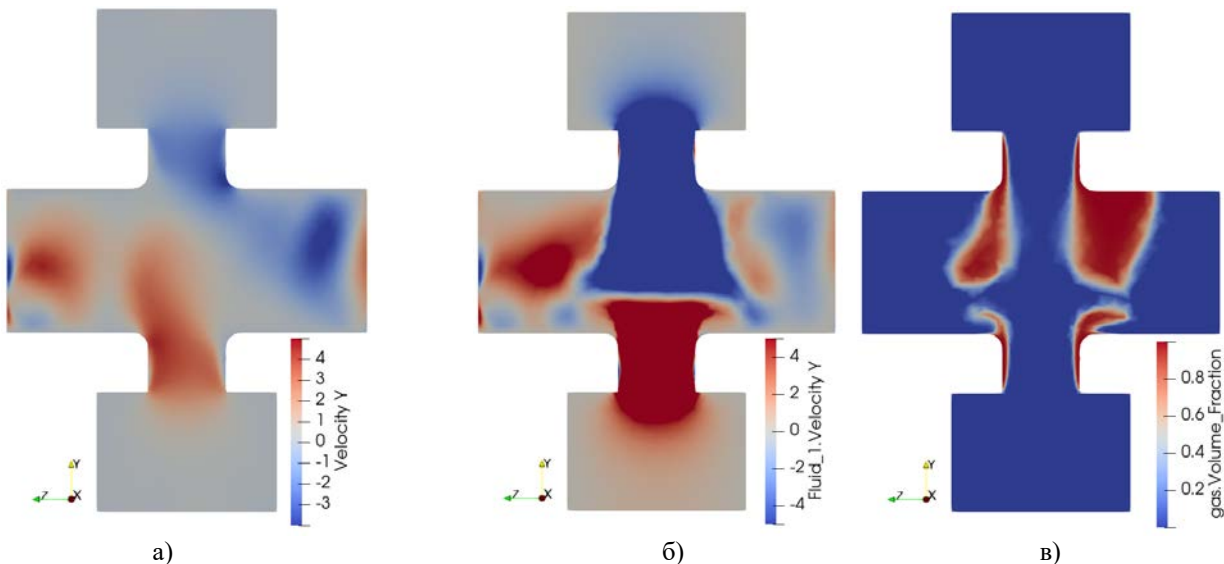 4
3
2
1
0
-1
-2
-3
Velocity Y
Y
Z
X
а)
4
2
0
-2
-4
Fluid_1.Velocity Y
Y
Z
X
б)
0.8
0.6
0.4
0.2
gas.Volume_Fraction
Y
Z
X
в)